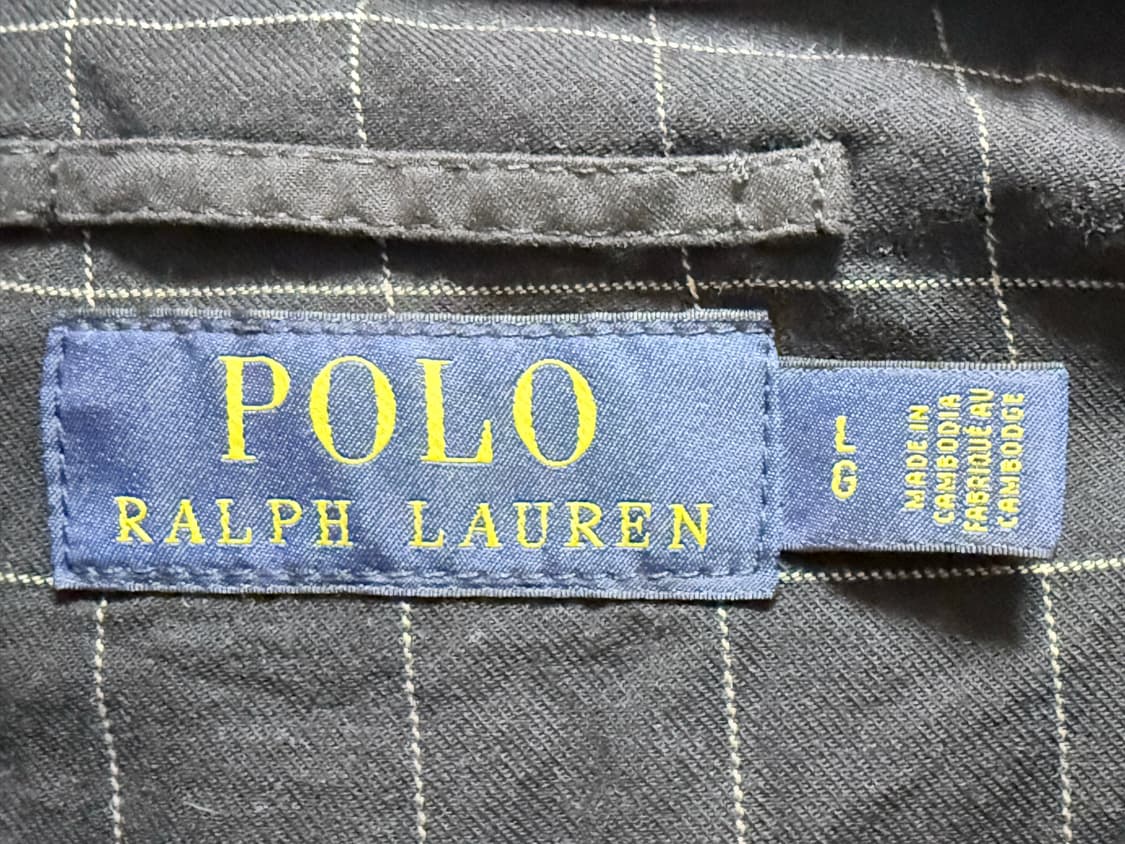 POLO
RALPH LAUREN
L
G
MADE IN
CAMBODIA
FABRIQUÉ AU
CAMBODGE